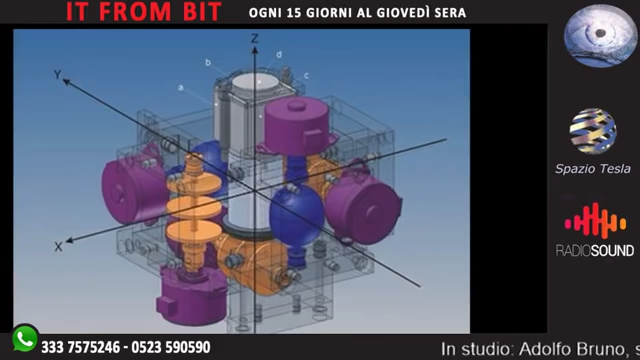 IT FROM BIT
OGNI 15 GIORNI AL GIOVEDÌ SERA
Z
Y
X
b
d
a
c
Spazio Tesla
RADIOSOUND
333 7575246 - 0523 590590
In studio: Adolfo Bruno, s